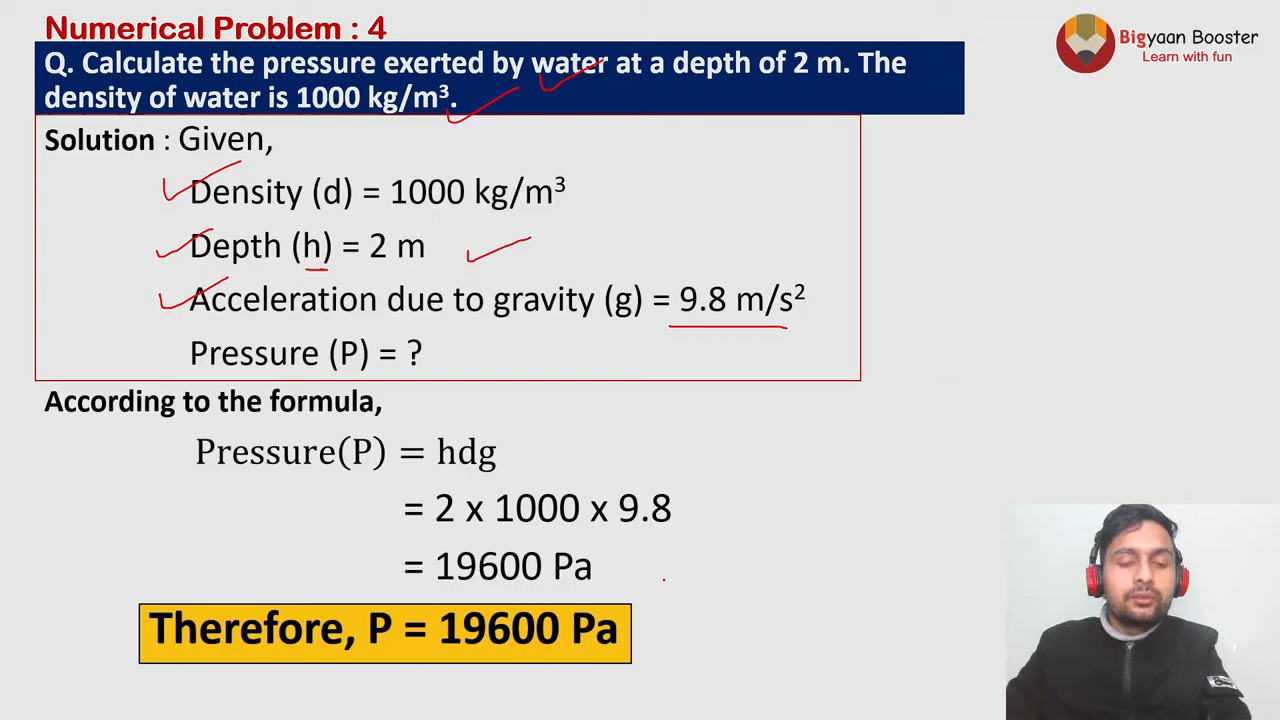 Numerical Problem : 4
Bigyaan Booster
Learn with fun
Q. Calculate the pressure exerted by water at a depth of 2 m. The
density of water is 1000 kg/m³.
Solution : Given,
Density (d) = 1000 kg/m³
Depth (h) = 2 m
Acceleration due to gravity (g) = 9.8 m/s²
Pressure (P) = ?
According to the formula,
Pressure(P) = hdg
= 2 x 1000 x 9.8
= 19600 Pa
Therefore, P = 19600 Pa